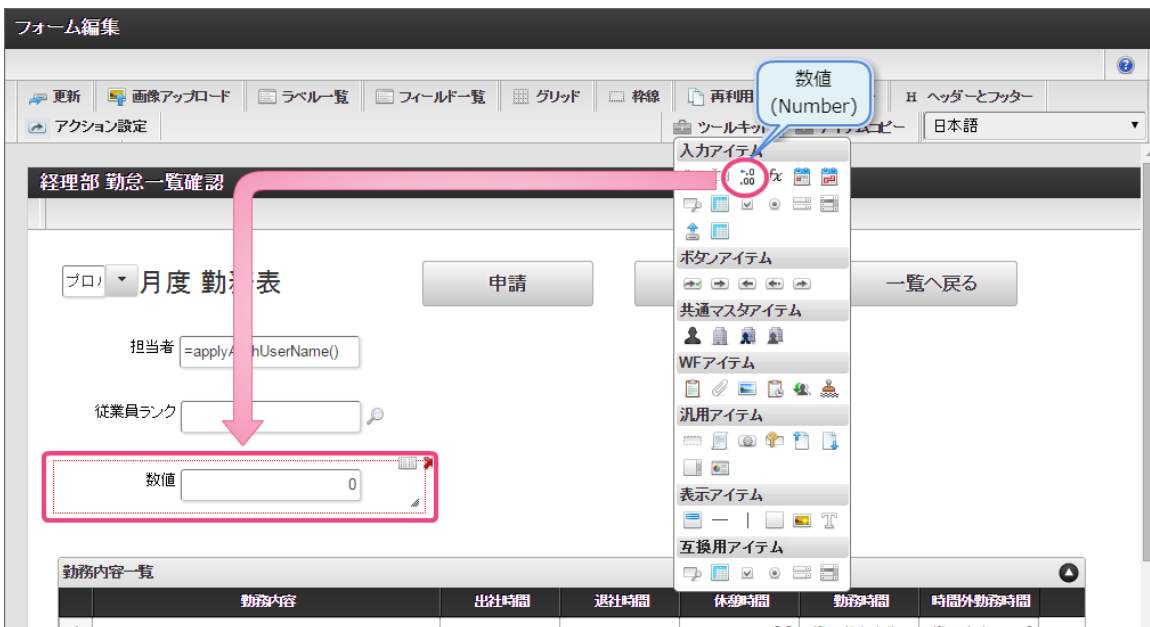 フォーム編集
更新 画像アップロード ラベル一覧 フィールド一覧 グリッド 枠線 再利用 H ヘッダーとフッター
アクション設定 ツールキット アイテムコピー 日本語
数値
(Number)
入力アイテム
経理部 勤怠一覧確認
ボタンアイテム
月度 勤務表 申請 一覧へ戻る
共通マスタアイテム
担当者 =applyAuthUserName()
WFアイテム
従業員ランク
汎用アイテム
数値 0
表示アイテム
互換用アイテム
勤務内容一覧
勤務内容 出社時間 退社時間 休憩時間 勤務時間 時間外勤務時間